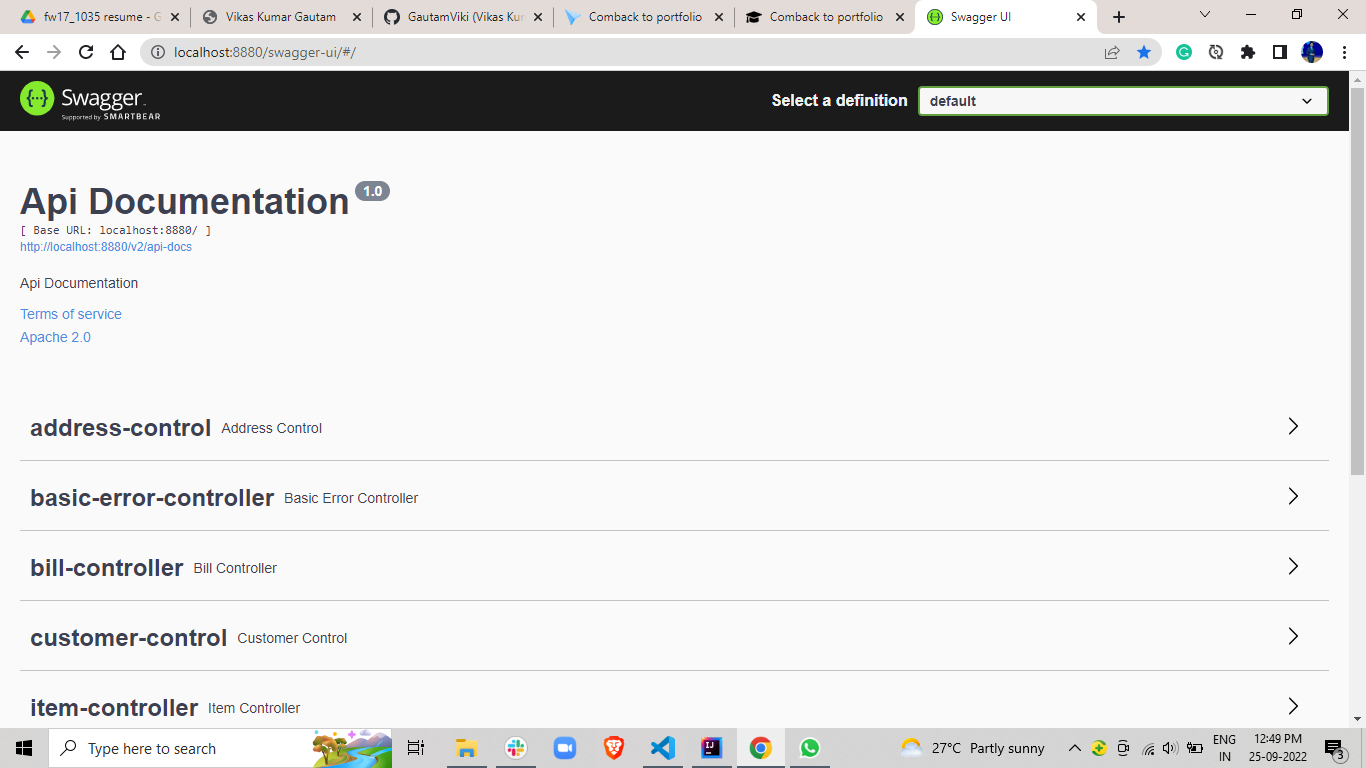 fw17_1035 resume - G
Vikas Kumar Gautam
GautamViki (Vikas Kur
Comback to portfolio
Comback to portfolio
Swagger UI
localhost:8880/swagger-ui/#/
Swagger
Supported by SMARTBEAR
Select a definition
default
Api Documentation 1.0
[ Base URL: localhost:8880/ ]
http://localhost:8880/v2/api-docs
Api Documentation
Terms of service
Apache 2.0
address-control Address Control
basic-error-controller Basic Error Controller
bill-controller Bill Controller
customer-control Customer Control
item-controller Item Controller
Type here to search
IJ
27°C Partly sunny
ENG
IN
12:49 PM
25-09-2022
3